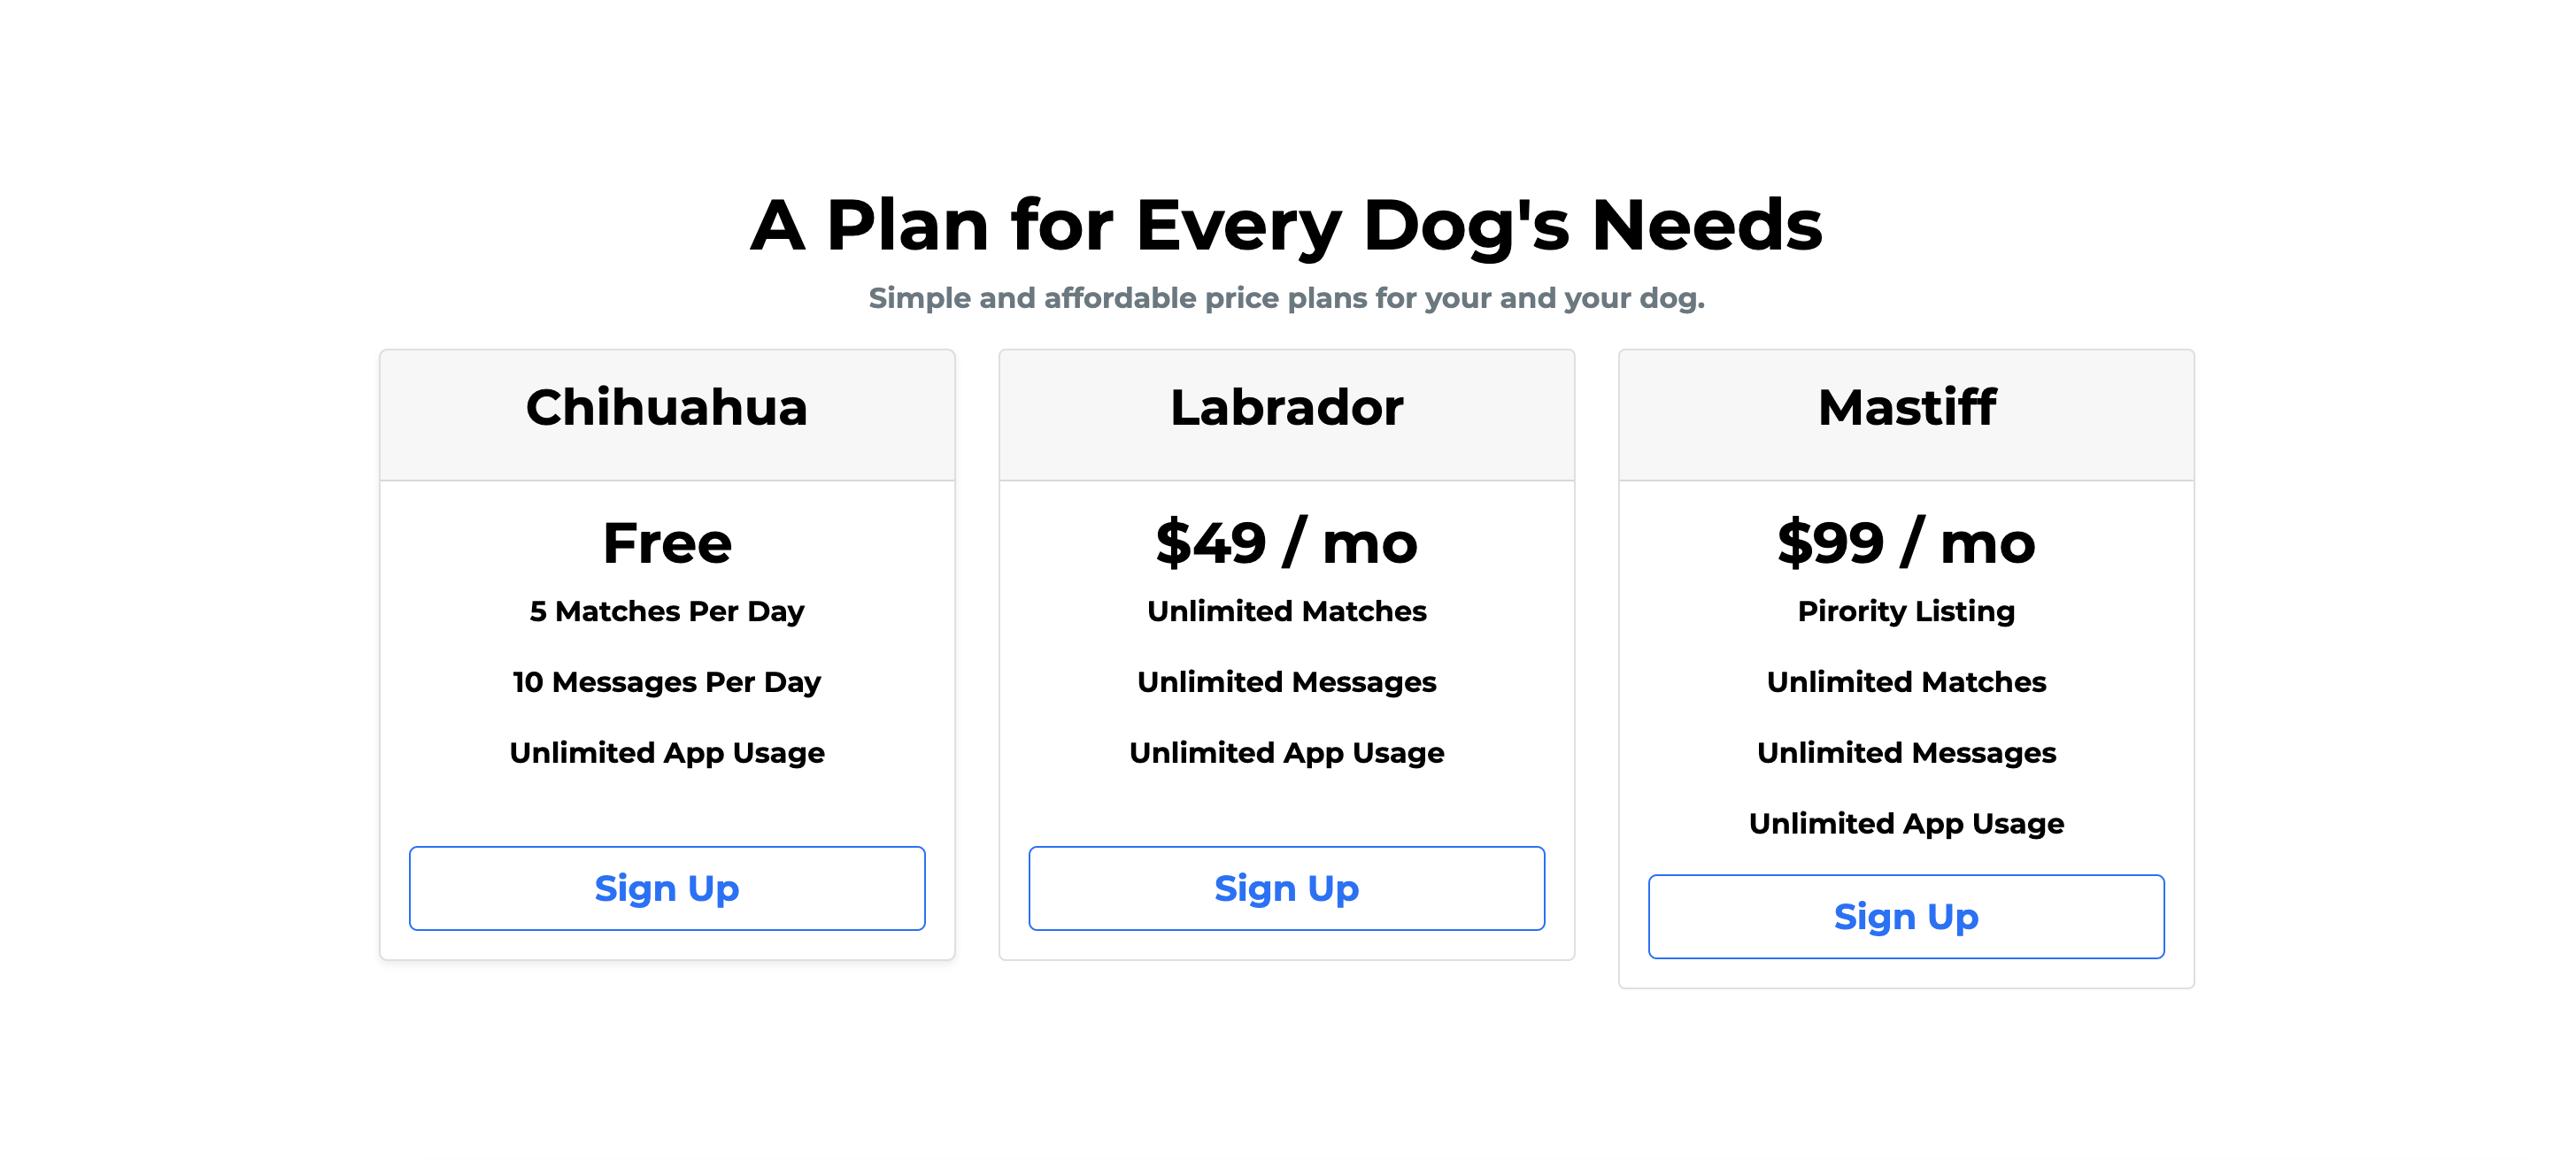 A Plan for Every Dog's Needs
Simple and affordable price plans for your and your dog.
Chihuahua
Free
5 Matches Per Day
10 Messages Per Day
Unlimited App Usage
Sign Up
Labrador
$49 / mo
Unlimited Matches
Unlimited Messages
Unlimited App Usage
Sign Up
Mastiff
$99 / mo
Pirority Listing
Unlimited Matches
Unlimited Messages
Unlimited App Usage
Sign Up